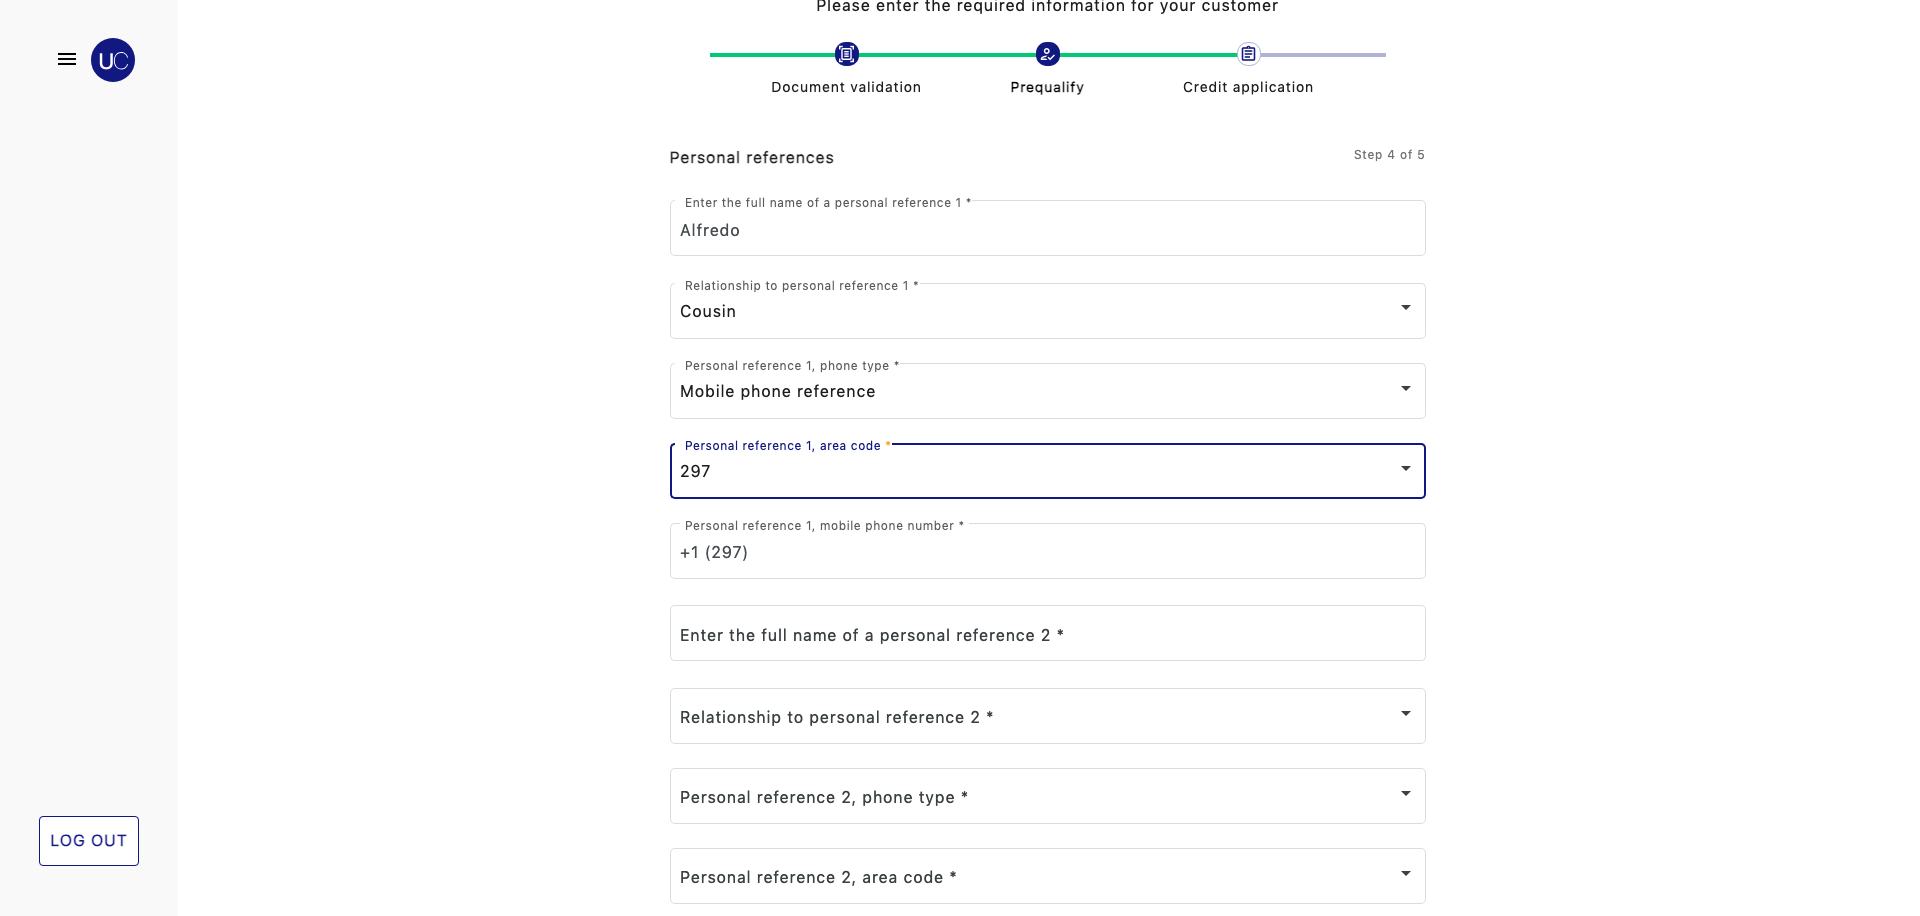 Please enter the required information for your customer
UC
Document validation
Prequalify
Credit application
Personal references
Step 4 of 5
Enter the full name of a personal reference 1 *
Alfredo
Relationship to personal reference 1 *
Cousin
Personal reference 1, phone type *
Mobile phone reference
Personal reference 1, area code *
297
Personal reference 1, mobile phone number *
+1 (297)
Enter the full name of a personal reference 2 *
Relationship to personal reference 2 *
Personal reference 2, phone type *
LOG OUT
Personal reference 2, area code *